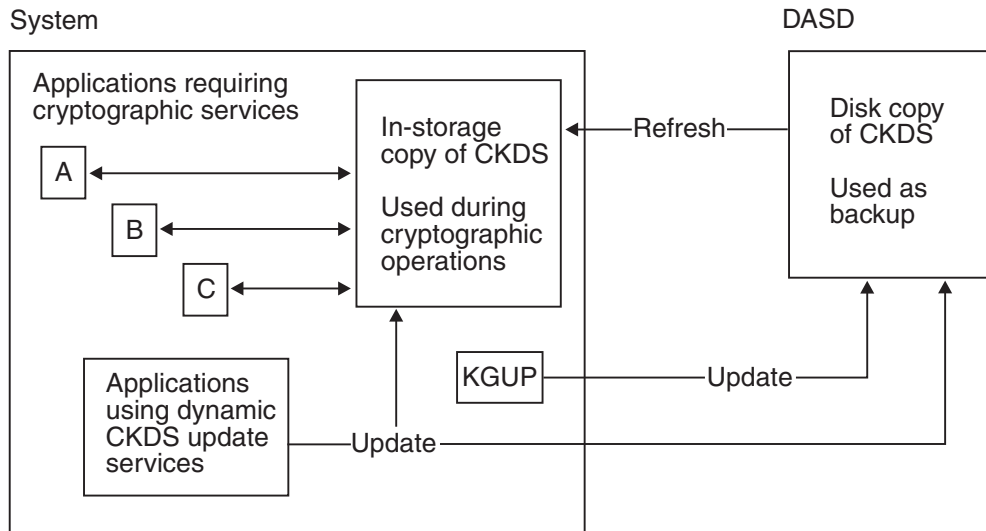 System
DASD
Applications requiring
cryptographic services
In-storage
copy of CKDS
Used during
cryptographic
operations
Refresh
Disk copy
of CKDS
Used as
backup
A
B
C
KGUP
Update
Applications
using dynamic
CKDS update
services
Update